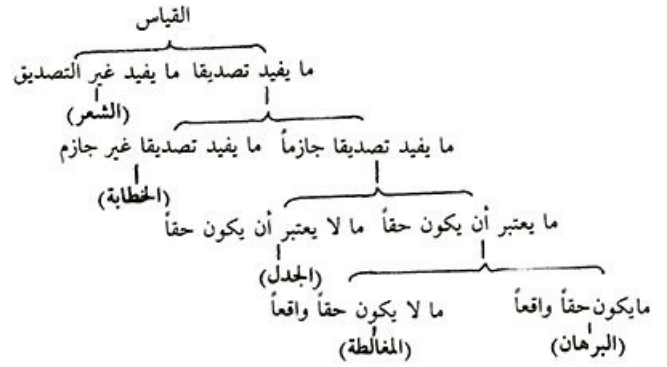 القياس
ما يفيد تصديقا ما يفيد غير التصديق
(الشعر)
ما يفيد تصديقا جازماً ما يفيد تصديقا غير جازم
(الخطابة)
ما يعتبر أن يكون حقاً ما لا يعتبر أن يكون حقاً
(الجدل)
مايكون حقاً واقعاً ما لا يكون حقاً واقعاً
(البرهان) (المغالطة)